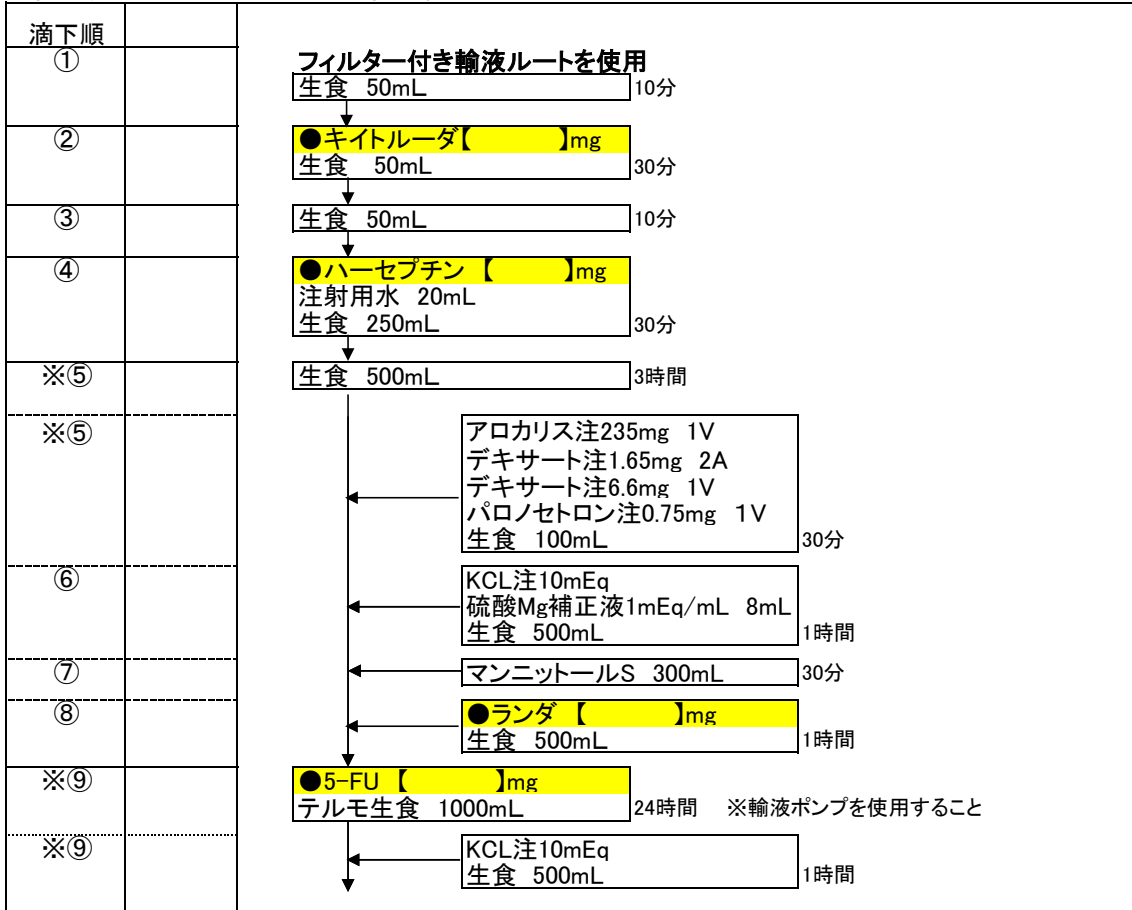 滴下順
①
フィルター付き輸液ルートを使用
生食 50mL 10分
②
●キイトルーダ【 】mg
生食 50mL 30分
③
生食 50mL 10分
④
●ハーセプチン 【 】mg
注射用水 20mL
生食 250mL 30分
※⑤
生食 500mL 3時間
※⑤
アロカリス注235mg 1V
デキサート注1.65mg 2A
デキサート注6.6mg 1V
パロノセトロン注0.75mg 1V
生食 100mL 30分
⑥
KCL注10mEq
硫酸Mg補正液1mEq/mL 8mL
生食 500mL 1時間
⑦
マンニットールS 300mL 30分
⑧
●ランダ 【 】mg
生食 500mL 1時間
※⑨
●5-FU 【 】mg
テルモ生食 1000mL 24時間 ※輸液ポンプを使用すること
※⑨
KCL注10mEq
生食 500mL 1時間